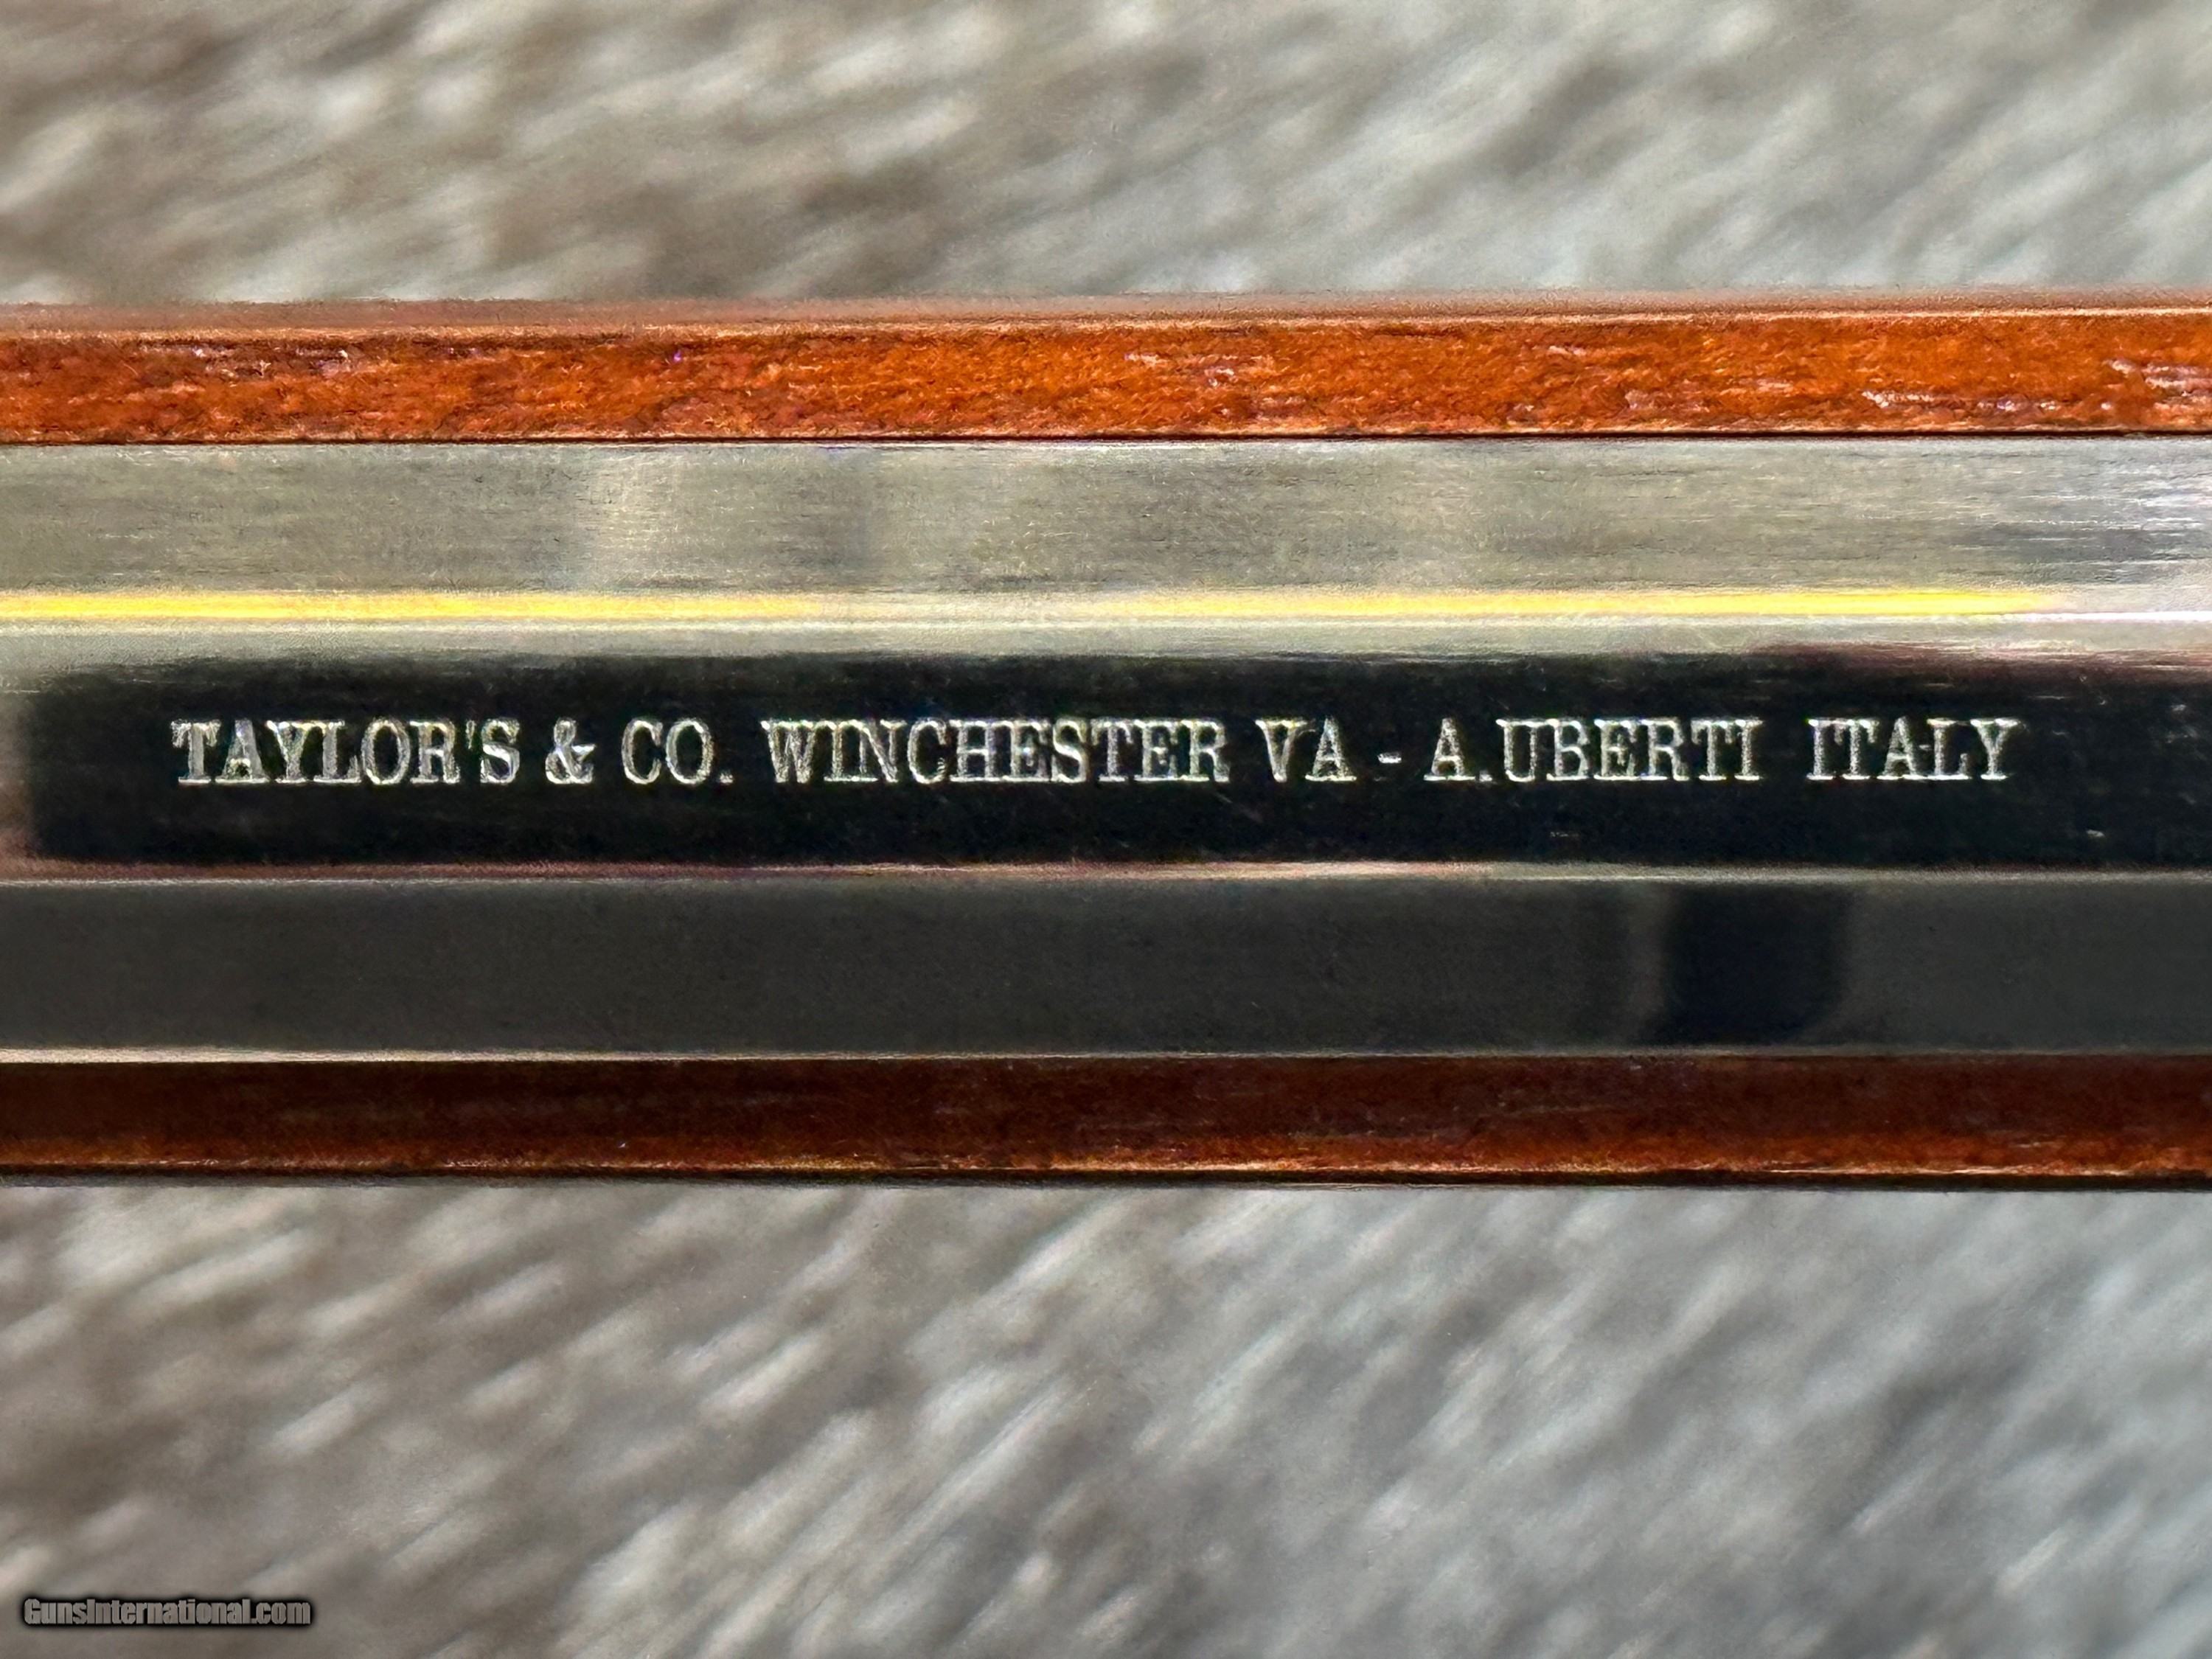 TAYLOR'S & CO. WINCHESTER VA - A.UBERTI ITALY
GunsInternational.com